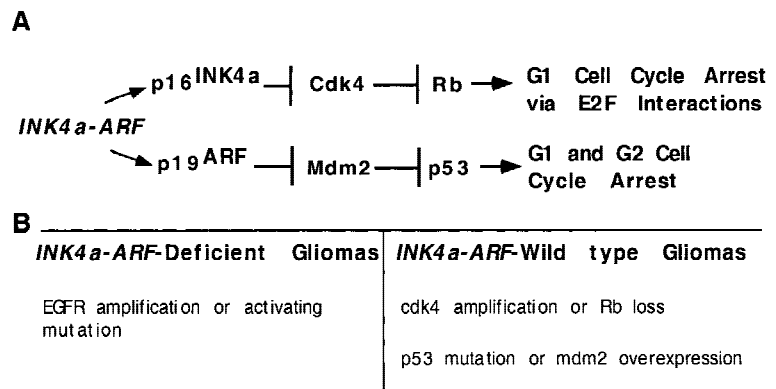 A
p16INK4a Cdk4 Rb G1 Cell Cycle Arrest
via E2F Interactions
INK4a-ARF
p19ARF Mdm2 p53 G1 and G2 Cell
Cycle Arrest
B
INK4a-ARF-Deficient Gliomas INK4a-ARF-Wild type Gliomas
EGFR amplification or activating
mutation
cdk4 amplification or Rb loss
p53 mutation or mdm2 overexpression